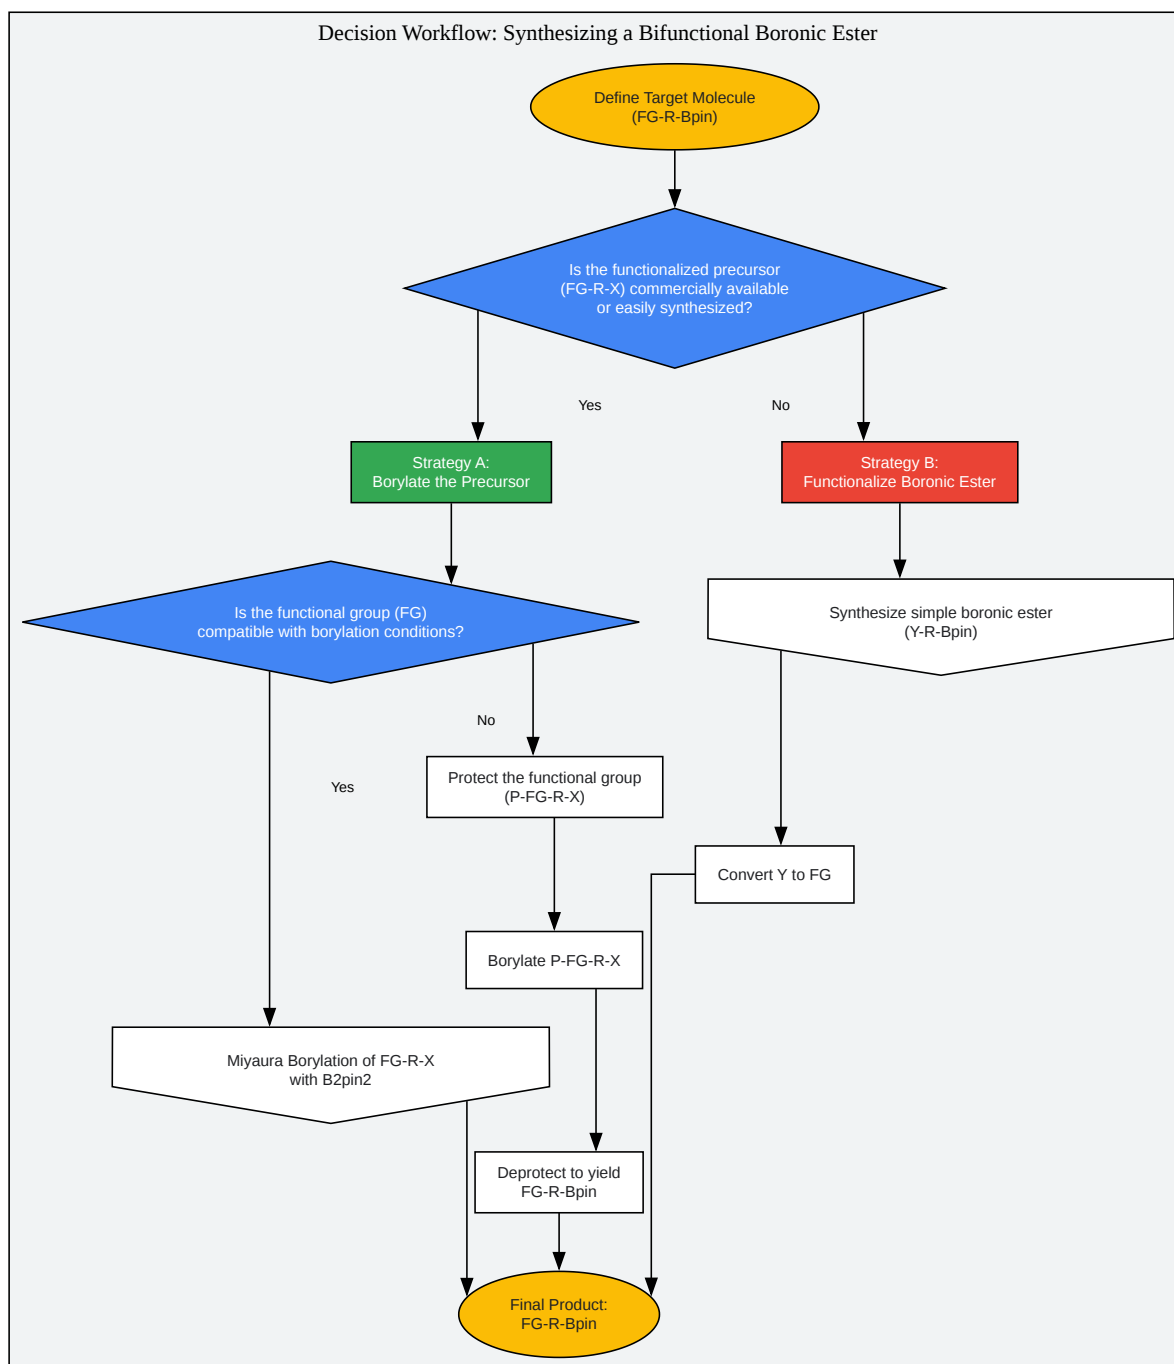 Decision Workflow: Synthesizing a Bifunctional Boronic Ester
Define Target Molecule
(FG-R-Bpin)
Is the functionalized precursor
(FG-R-X) commercially available
or easily synthesized?
Yes
No
Strategy A:
Borylate the Precursor
Strategy B:
Functionalize Boronic Ester
Is the functional group (FG)
compatible with borylation conditions?
Synthesize simple boronic ester
(Y-R-Bpin)
No
Yes
Protect the functional group
(P-FG-R-X)
Convert Y to FG
Borylate P-FG-R-X
Miyaura Borylation of FG-R-X
with B2pin2
Deprotect to yield
FG-R-Bpin
Final Product:
FG-R-Bpin